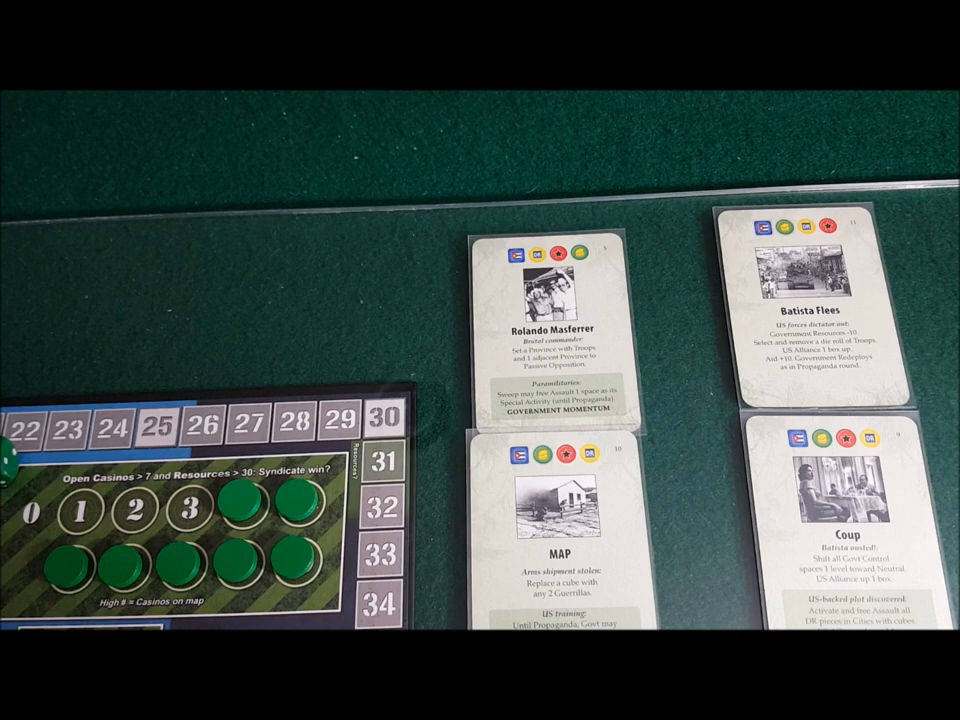 22 23 24 25 26 27 28 29 30
31
32
33
34
Resources?
Open Casinos > 7 and Resources > 30: Syndicate win?
0 1 2 3
High # = Casinos on map
DR
5
Rolando Masferrer
Brutal commander:
Set a Province with Troops
and 1 adjacent Province to
Passive Opposition.
Paramilitaries:
Sweep may free Assault 1 space as its
Special Activity (until Propaganda).
GOVERNMENT MOMENTUM
DR
10
MAP
Arms shipment stolen:
Replace a cube with
any 2 Guerrillas.
US training:
Until Propaganda, Govt may
DR
Batista Flees
US forces dictator out:
Government Resources -10.
Select and remove a die roll of Troops.
US Alliance 1 box up.
Aid +10. Government Redeploys
as in Propaganda round.
DR
9
Coup
Batista ousted!:
Shift all Govt Control
spaces 1 level toward Neutral.
US Alliance up 1 box.
US-backed plot discovered:
Activate and free Assault all
DR pieces in Cities with cubes.